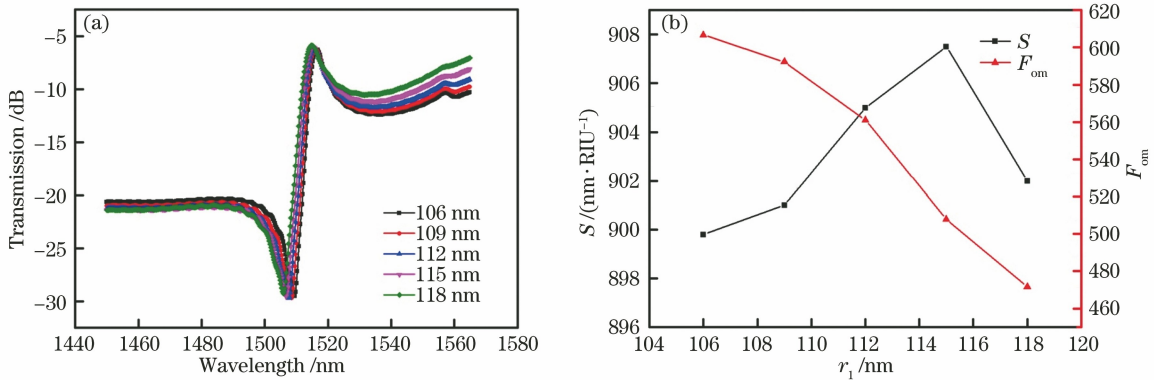 (a)
−5
−10
−15
−20
−25
−30
Transmission /dB
1440 1460 1480 1500 1520 1540 1560 1580
Wavelength /nm
106 nm
109 nm
112 nm
115 nm
118 nm
(b)
908
906
904
902
900
898
896
S /(nm·RIU⁻¹)
S
Fom
620
600
580
560
540
520
500
480
460
Fom
104 106 108 110 112 114 116 118 120
r₁ /nm